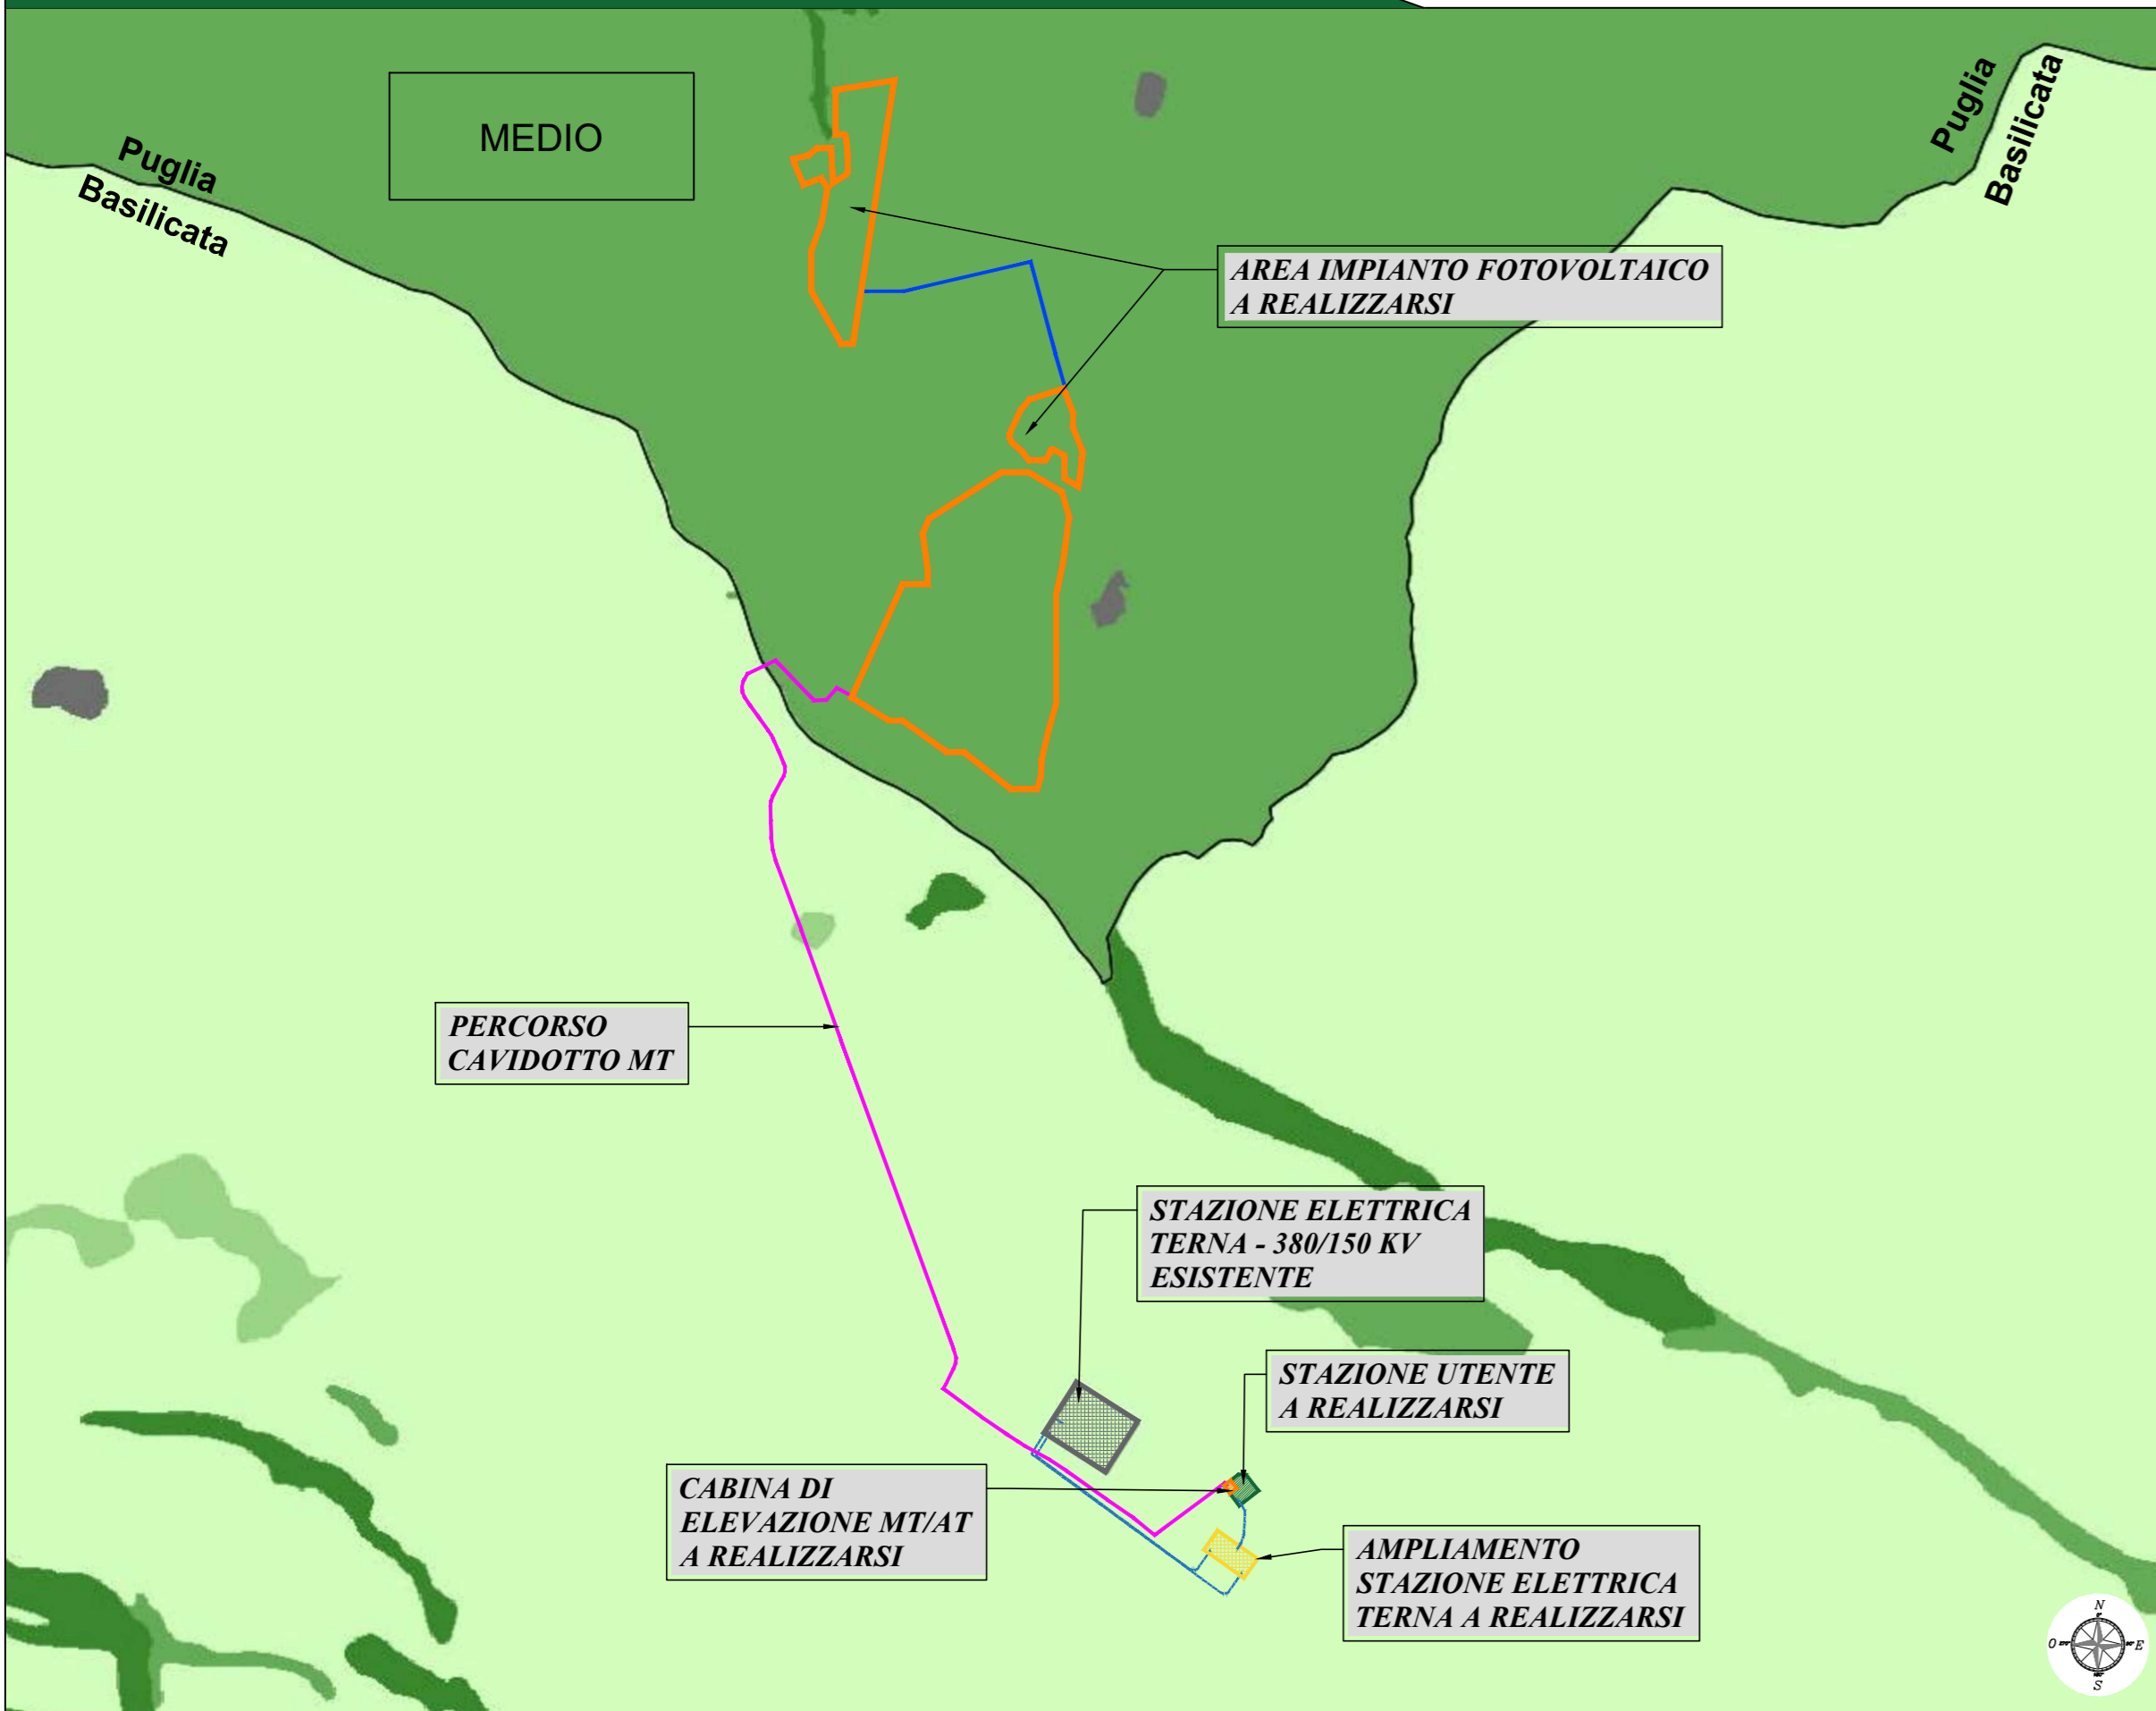 MEDIO
Puglia
Basilicata
Puglia
Basilicata
AREA IMPIANTO FOTOVOLTAICO
A REALIZZARSI
PERCORSO
CAVIDOTTO MT
STAZIONE ELETTRICA
TERNA - 380/150 KV
ESISTENTE
STAZIONE UTENTE
A REALIZZARSI
CABINA DI
ELEVAZIONE MT/AT
A REALIZZARSI
AMPLIAMENTO
STAZIONE ELETTRICA
TERNA A REALIZZARSI
N
O
E
S